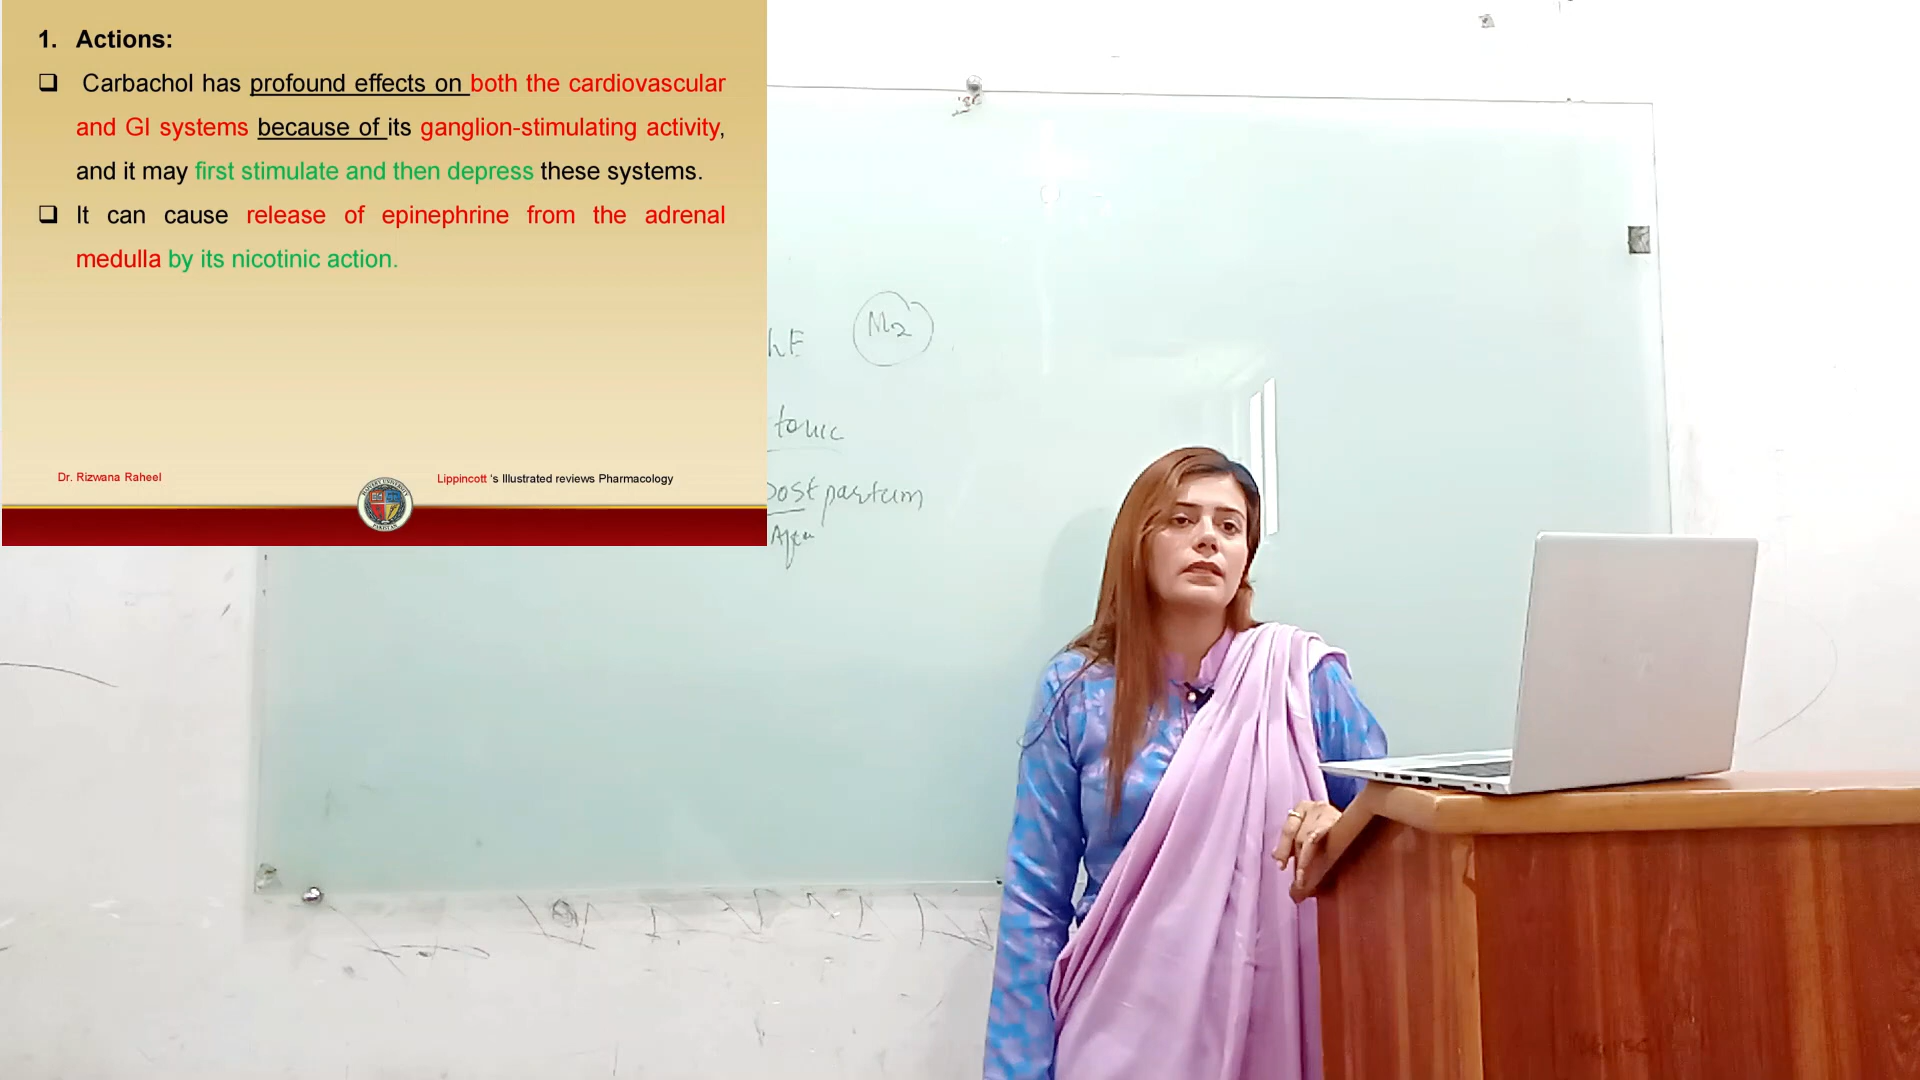 1. Actions:
❑ Carbachol has profound effects on both the cardiovascular
and GI systems because of its ganglion-stimulating activity,
and it may first stimulate and then depress these systems.
❑ It can cause release of epinephrine from the adrenal
medulla by its nicotinic action.
Dr. Rizwana Raheel
Lippincott 's Illustrated reviews Pharmacology
M2
tonic
postpartum
After